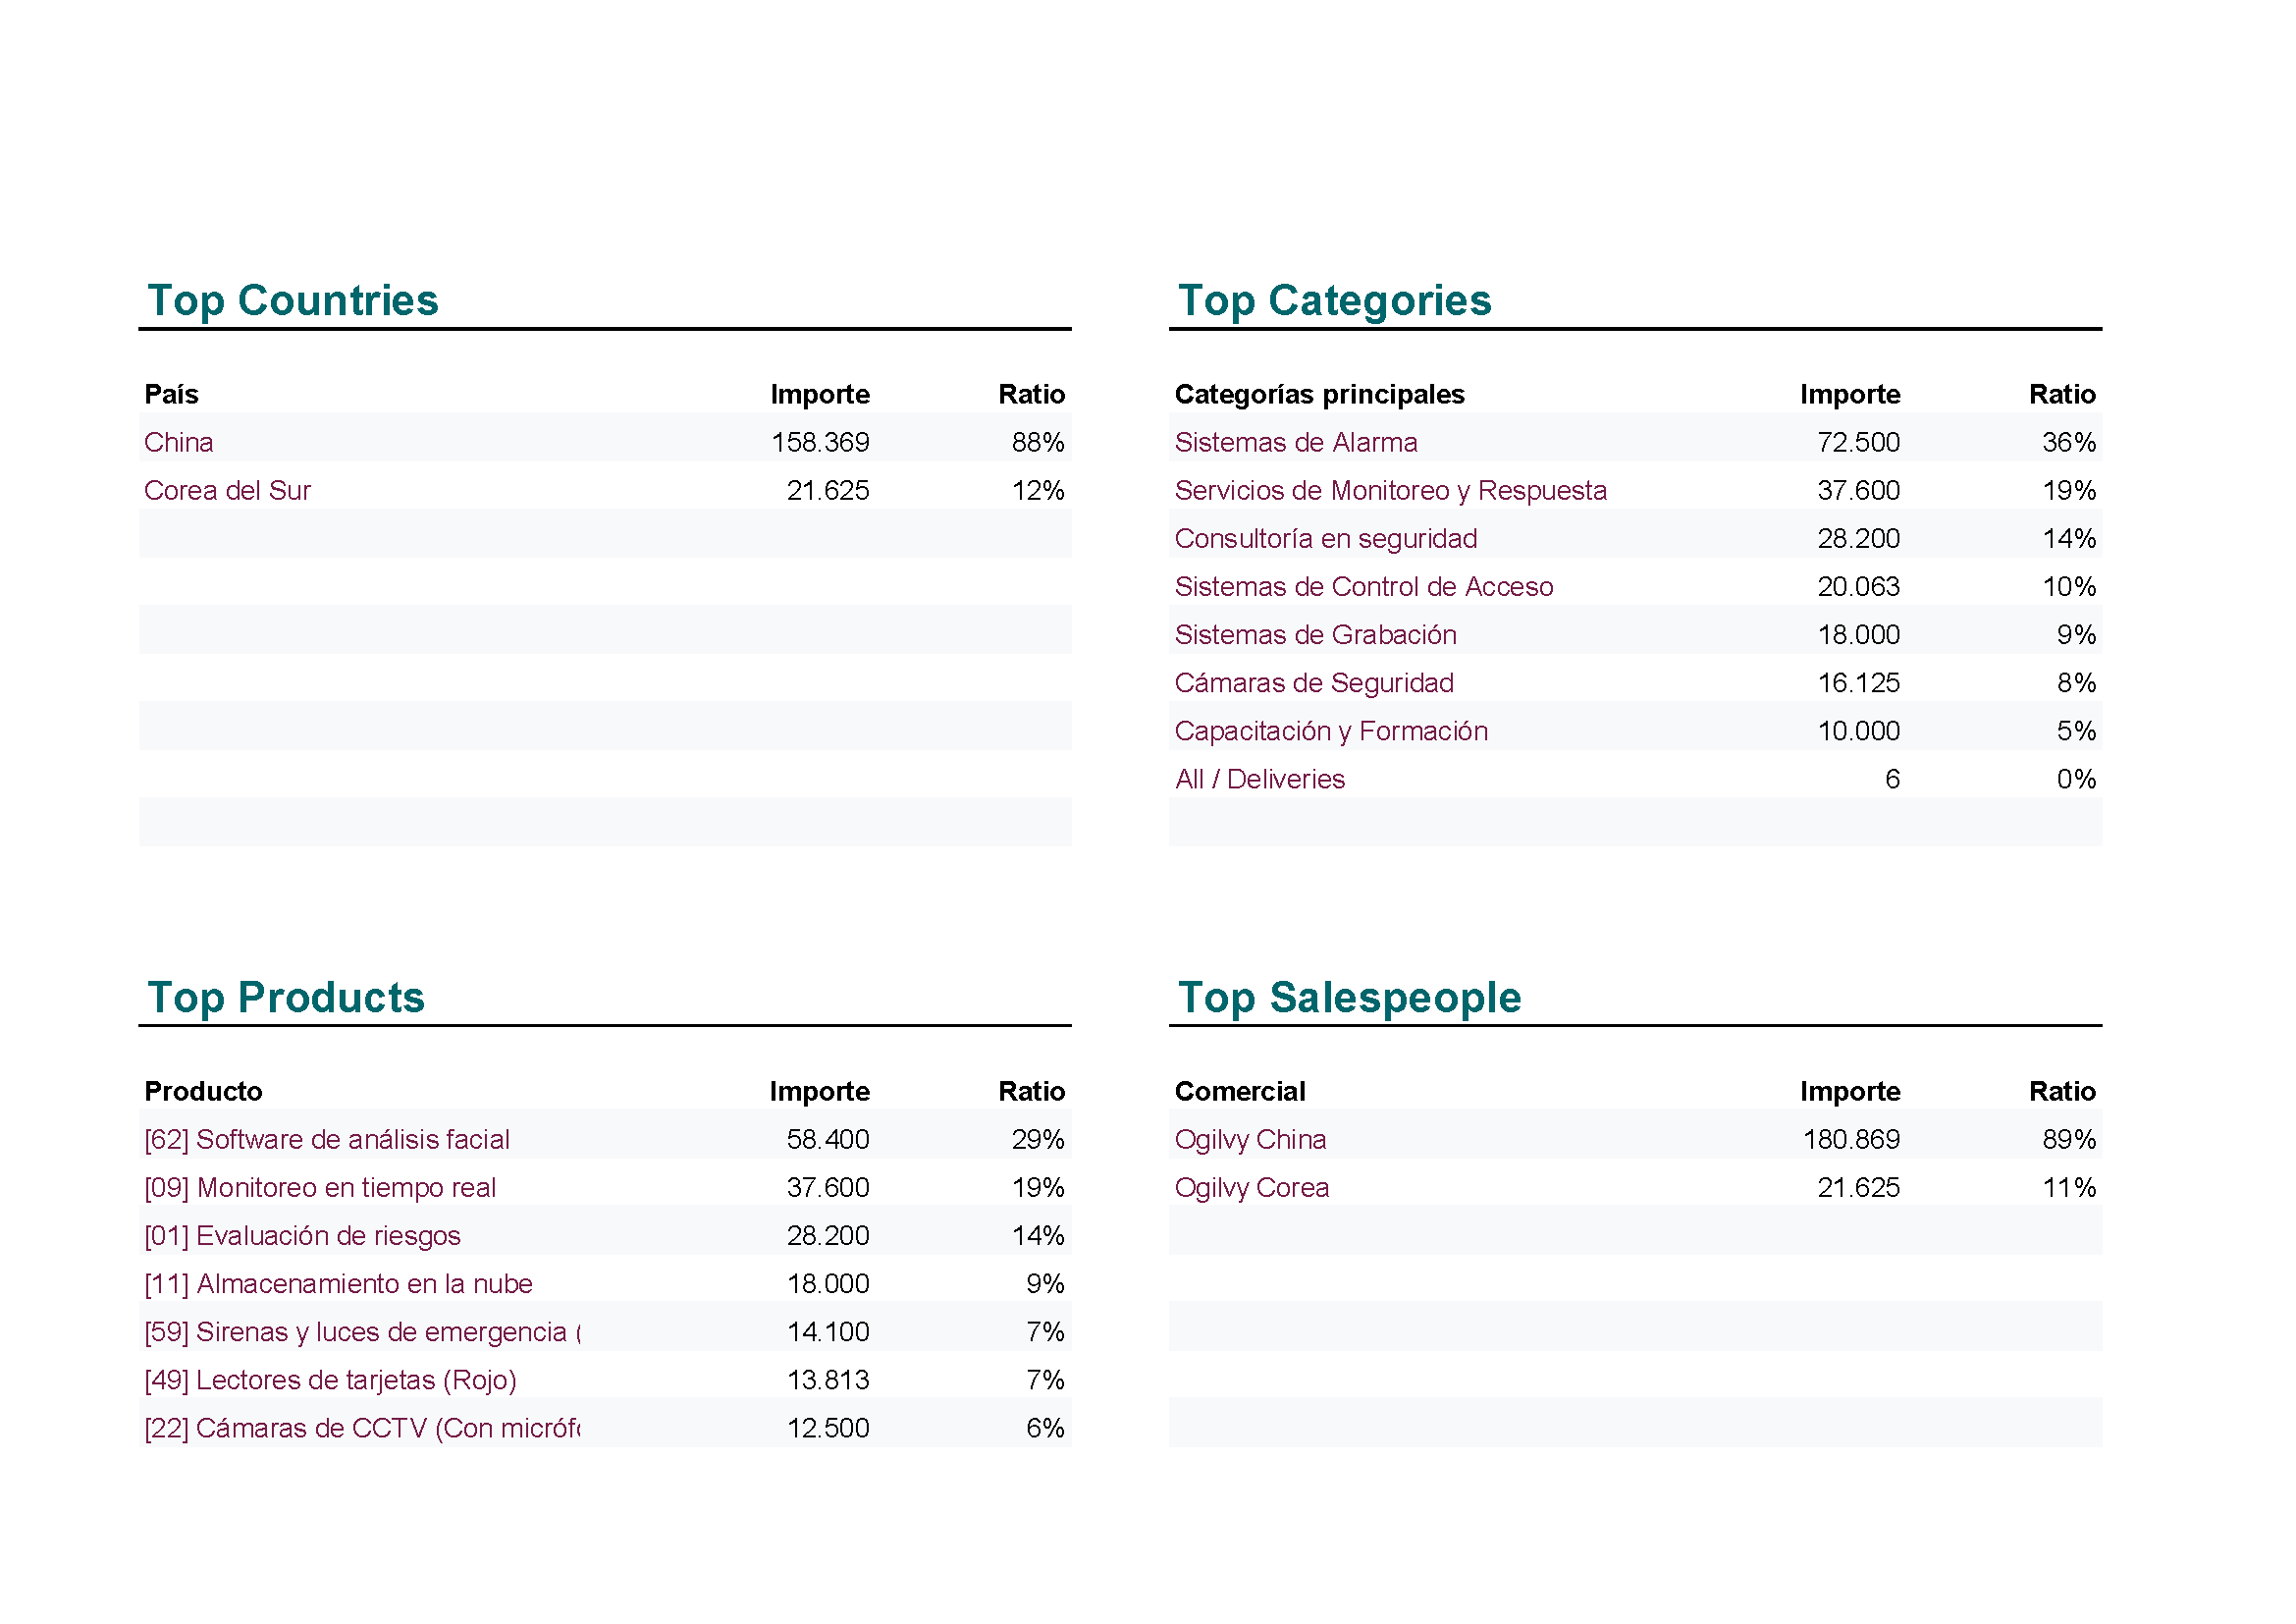 Top Countries
País Importe Ratio
China 158.369 88%
Corea del Sur 21.625 12%
Top Categories
Categorías principales Importe Ratio
Sistemas de Alarma 72.500 36%
Servicios de Monitoreo y Respuesta 37.600 19%
Consultoría en seguridad 28.200 14%
Sistemas de Control de Acceso 20.063 10%
Sistemas de Grabación 18.000 9%
Cámaras de Seguridad 16.125 8%
Capacitación y Formación 10.000 5%
All / Deliveries 6 0%
Top Products
Producto Importe Ratio
[62] Software de análisis facial 58.400 29%
[09] Monitoreo en tiempo real 37.600 19%
[01] Evaluación de riesgos 28.200 14%
[11] Almacenamiento en la nube 18.000 9%
[59] Sirenas y luces de emergencia ( 14.100 7%
[49] Lectores de tarjetas (Rojo) 13.813 7%
[22] Cámaras de CCTV (Con micróf 12.500 6%
Top Salespeople
Comercial Importe Ratio
Ogilvy China 180.869 89%
Ogilvy Corea 21.625 11%